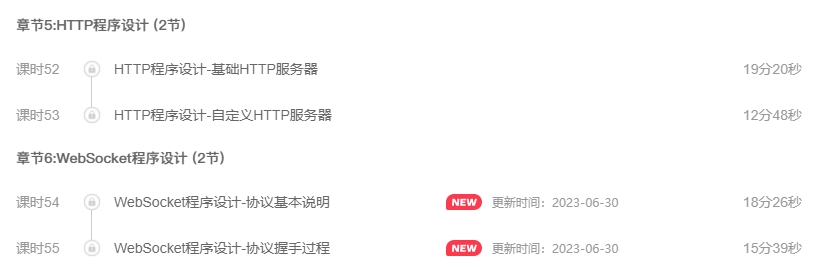 章节5:HTTP程序设计 (2节)
课时52 HTTP程序设计-基础HTTP服务器 19分20秒
课时53 HTTP程序设计-自定义HTTP服务器 12分48秒
章节6:WebSocket程序设计 (2节)
课时54 WebSocket程序设计-协议基本说明 NEW 更新时间：2023-06-30 18分26秒
课时55 WebSocket程序设计-协议握手过程 NEW 更新时间：2023-06-30 15分39秒